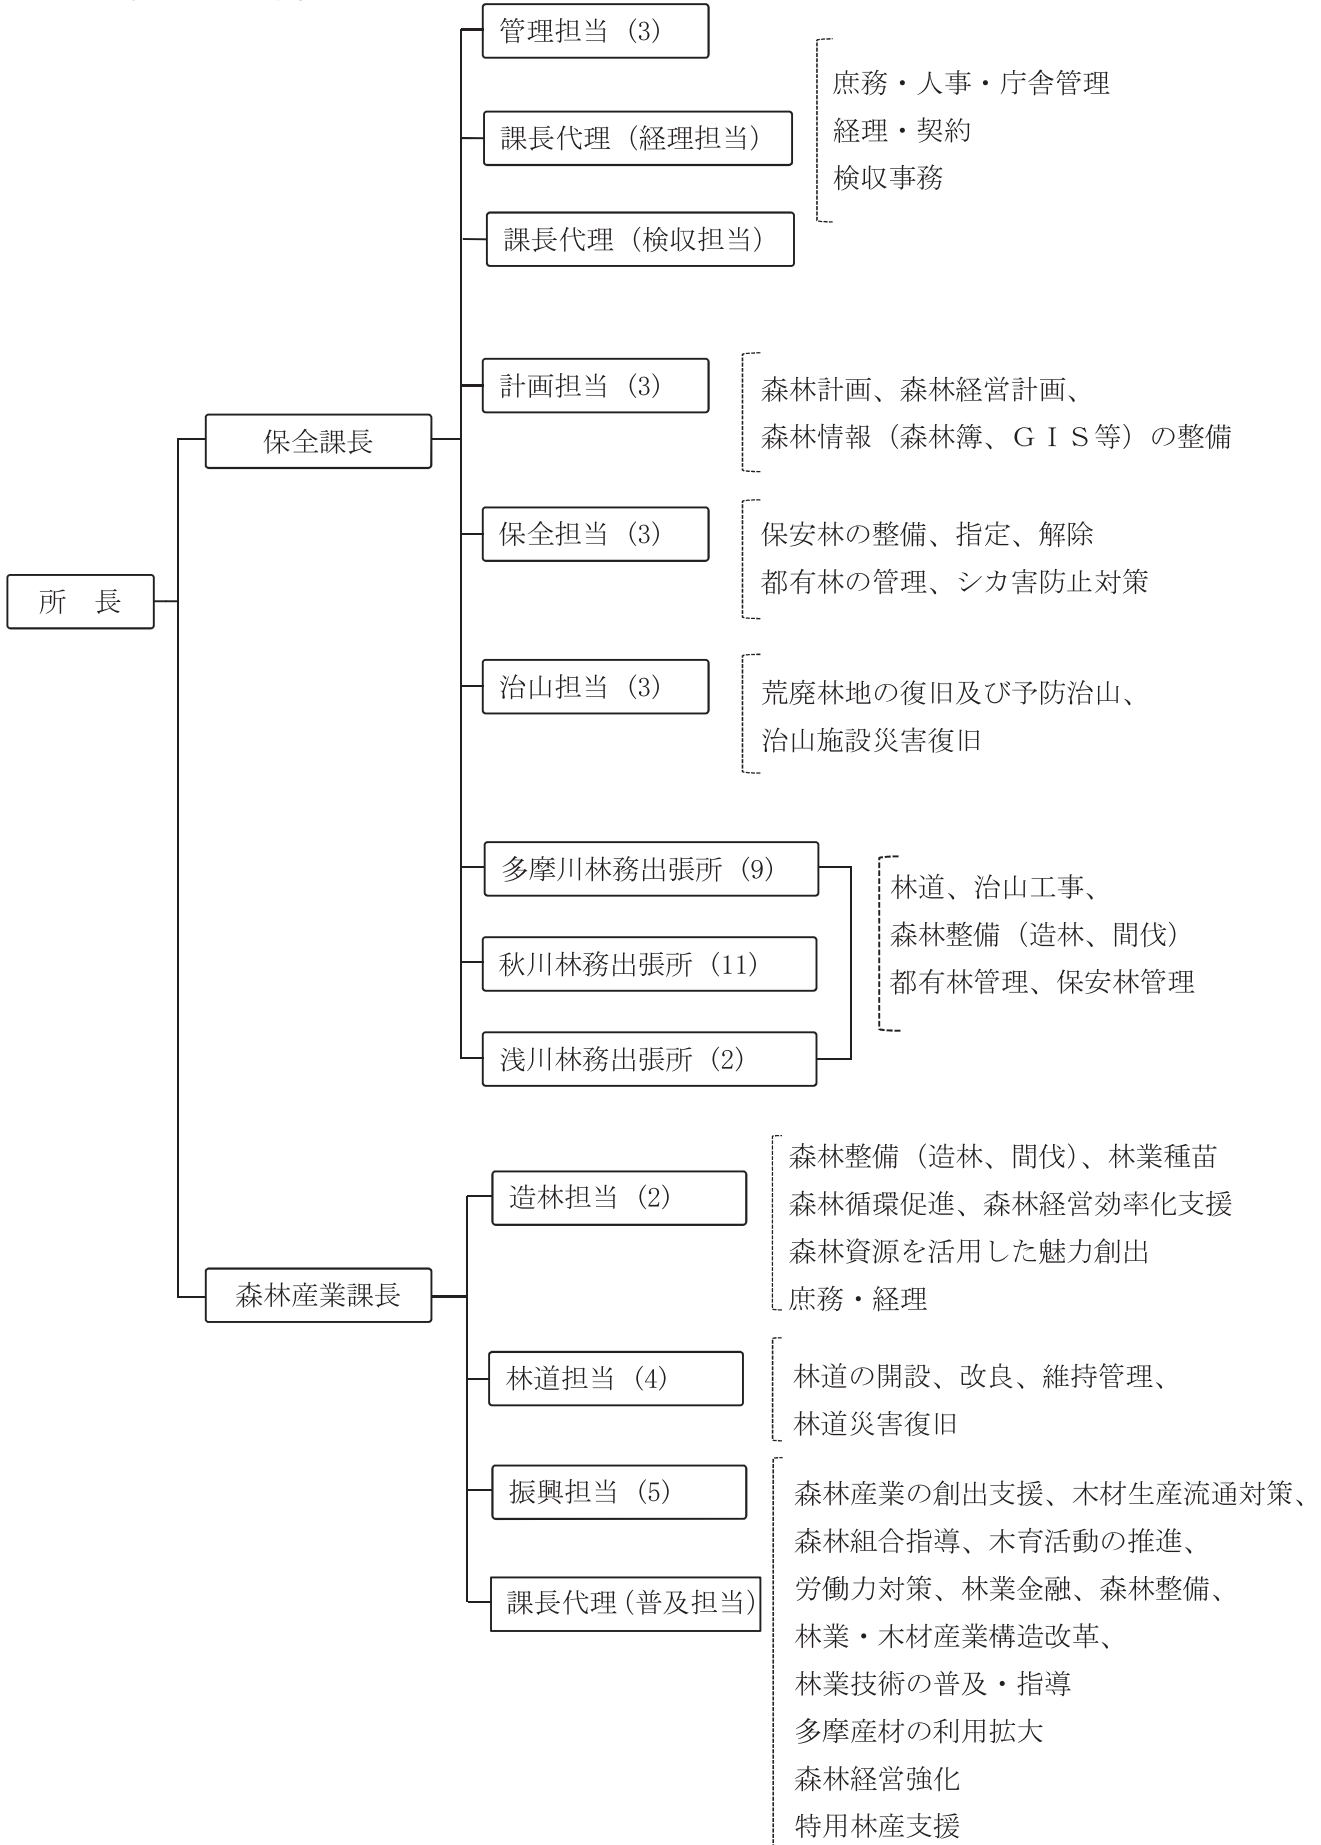 管理担当（3）
庶務・人事・庁舎管理
課長代理（経理担当）
経理・契約
検収事務
課長代理（検収担当）
計画担当（3）
森林計画、森林経営計画、
森林情報（森林簿、ＧＩＳ等）の整備
保全課長
保全担当（3）
保安林の整備、指定、解除
都有林の管理、シカ害防止対策
所　長
治山担当（3）
荒廃林地の復旧及び予防治山、
治山施設災害復旧
多摩川林務出張所（9）
林道、治山工事、
森林整備（造林、間伐）
秋川林務出張所（11）
都有林管理、保安林管理
浅川林務出張所（2）
森林整備（造林、間伐）、林業種苗
造林担当（2）
森林循環促進、森林経営効率化支援
森林資源を活用した魅力創出
森林産業課長
庶務・経理
林道担当（4）
林道の開設、改良、維持管理、
林道災害復旧
振興担当（5）
森林産業の創出支援、木材生産流通対策、
森林組合指導、木育活動の推進、
課長代理（普及担当）
労働力対策、林業金融、森林整備、
林業・木材産業構造改革、
林業技術の普及・指導
多摩産材の利用拡大
森林経営強化
特用林産支援